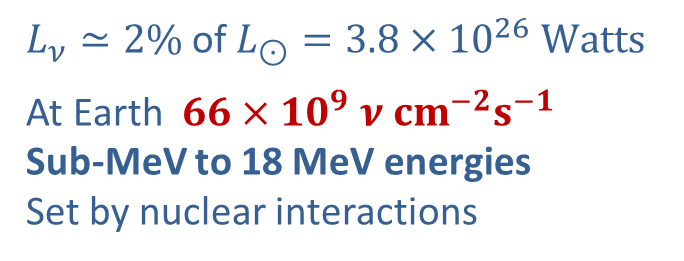 L_ν ≃ 2% of L_⊙ = 3.8 × 10^26 Watts
At Earth 66 × 10^9 ν cm^−2 s^−1
Sub-MeV to 18 MeV energies
Set by nuclear interactions